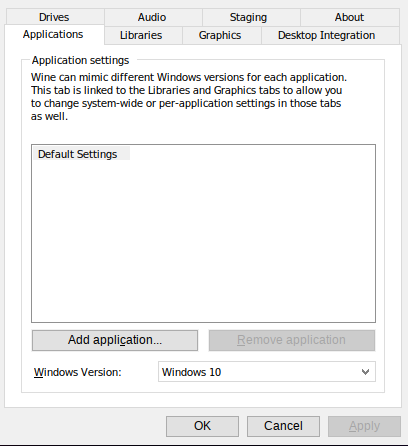 Drives Audio Staging About
Applications Libraries Graphics Desktop Integration
Application settings
Wine can mimic different Windows versions for each application.
This tab is linked to the Libraries and Graphics tabs to allow you
to change system-wide or per-application settings in those tabs
as well.
Default Settings
Add application... Remove application
Windows Version: Windows 10
OK Cancel Apply